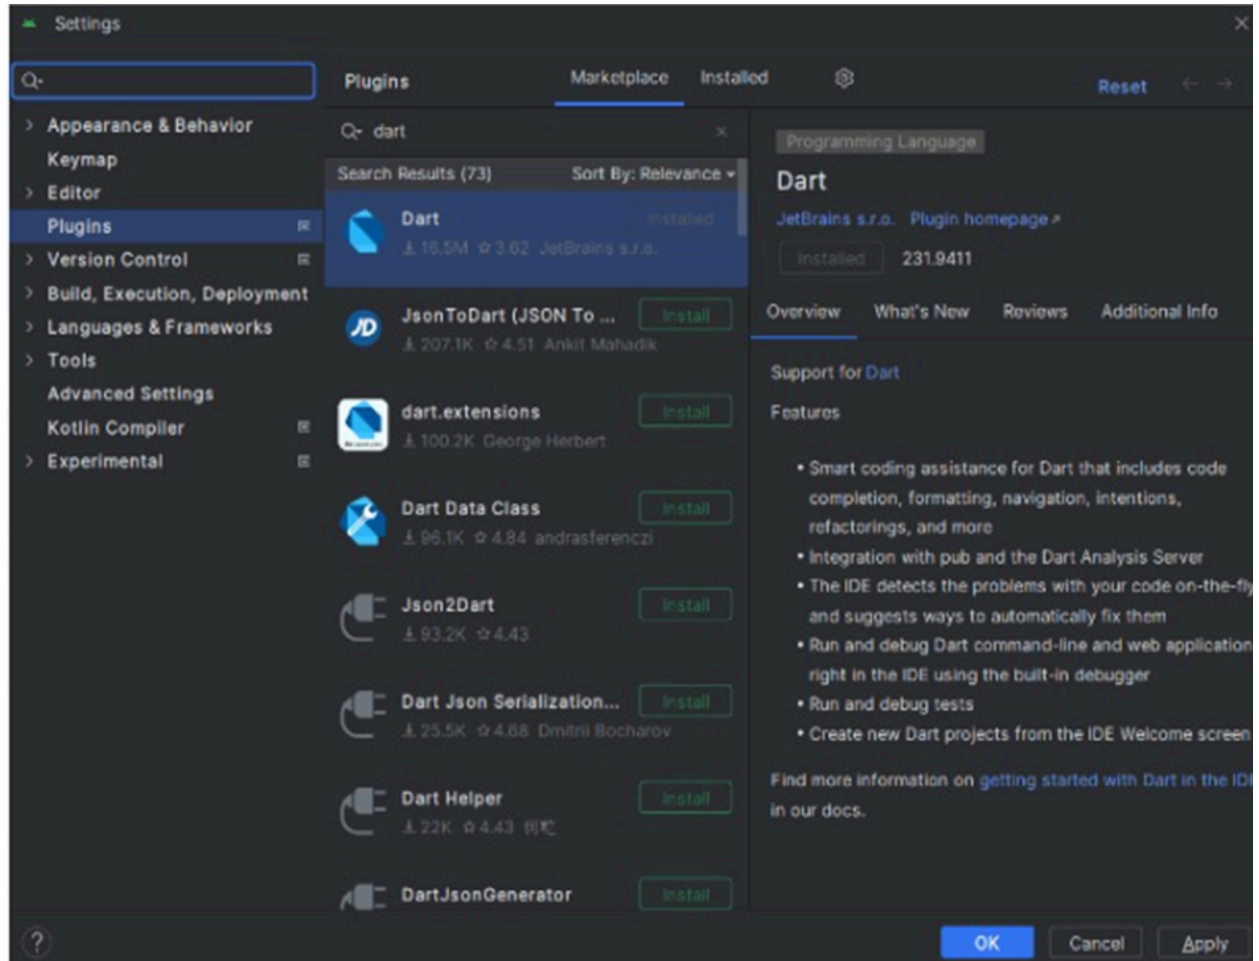 Settings
Appearance & Behavior
Keymap
Editor
Plugins
Version Control
Build, Execution, Deployment
Languages & Frameworks
Tools
Advanced Settings
Kotlin Compiler
Experimental
Plugins
Marketplace
Installed
Reset
dart
Search Results (73)
Sort By: Relevance
Dart
Installed
16.5M 3.62 JetBrains s.r.o.
JD
JsonToDart (JSON To ...
Install
207.1K 4.51 Ankit Mahadik
dart.extensions
Install
100.2K George Herbert
Dart Data Class
Install
96.1K 4.84 andrasferenczi
Json2Dart
Install
93.2K 4.43
Dart Json Serialization...
Install
25.5K 4.68 Dmitrii Bocharov
Dart Helper
Install
22K 4.43
DartJsonGenerator
Install
Programming Language
Dart
JetBrains s.r.o. Plugin homepage
Installed
231.9411
Overview
What's New
Reviews
Additional Info
Support for Dart
Features
• Smart coding assistance for Dart that includes code
completion, formatting, navigation, intentions,
refactorings, and more
• Integration with pub and the Dart Analysis Server
• The IDE detects the problems with your code on-the-fly
and suggests ways to automatically fix them
• Run and debug Dart command-line and web application
right in the IDE using the built-in debugger
• Run and debug tests
• Create new Dart projects from the IDE Welcome screen
Find more information on getting started with Dart in the IDE
in our docs.
?
OK
Cancel
Apply